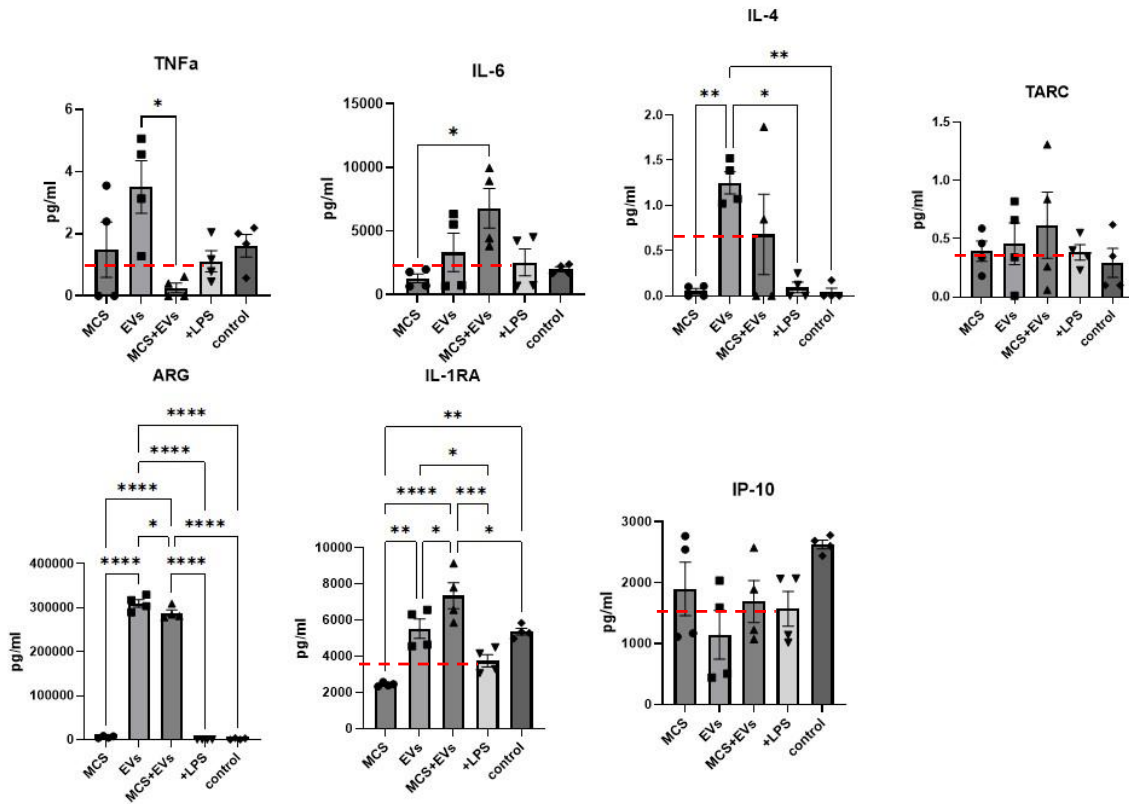 TNFa
*
6
4
2
0
pg/ml
MCS
EVs
MCS+EVs
+LPS
control
IL-6
*
15000
10000
5000
0
pg/ml
MCS
EVs
MCS+EVs
+LPS
control
IL-4
**
** *
2.0
1.5
1.0
0.5
0.0
pg/ml
MCS
EVs
MCS+EVs
+LPS
control
TARC
1.5
1.0
0.5
0.0
pg/ml
MCS
EVs
MCS+EVs
+LPS
control
ARG
****
****
****
* ****
**** ****
400000
300000
200000
100000
0
pg/ml
MCS
EVs
MCS+EVs
+LPS
control
IL-1RA
**
*
**** ***
** * *
10000
8000
6000
4000
2000
0
pg/ml
MCS
EVs
MCS+EVs
+LPS
control
IP-10
3000
2000
1000
0
pg/ml
MCS
EVs
MCS+EVs
+LPS
control